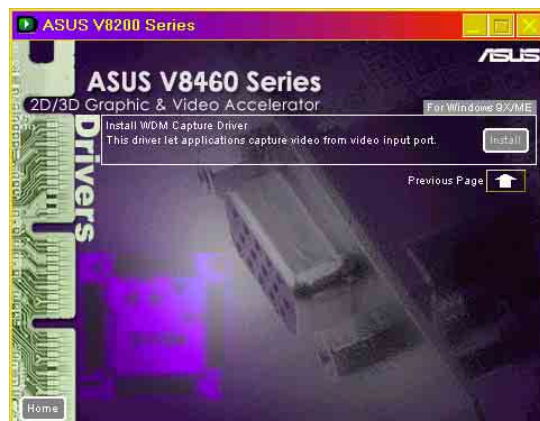 ASUS V8200 Series
ASUS
ASUS V8460 Series
2D/3D Graphic & Video Accelerator
For Windows 9X/ME
Drivers
Install WDM Capture Driver
This driver let applications capture video from video input port.
Install
Previous Page
Home